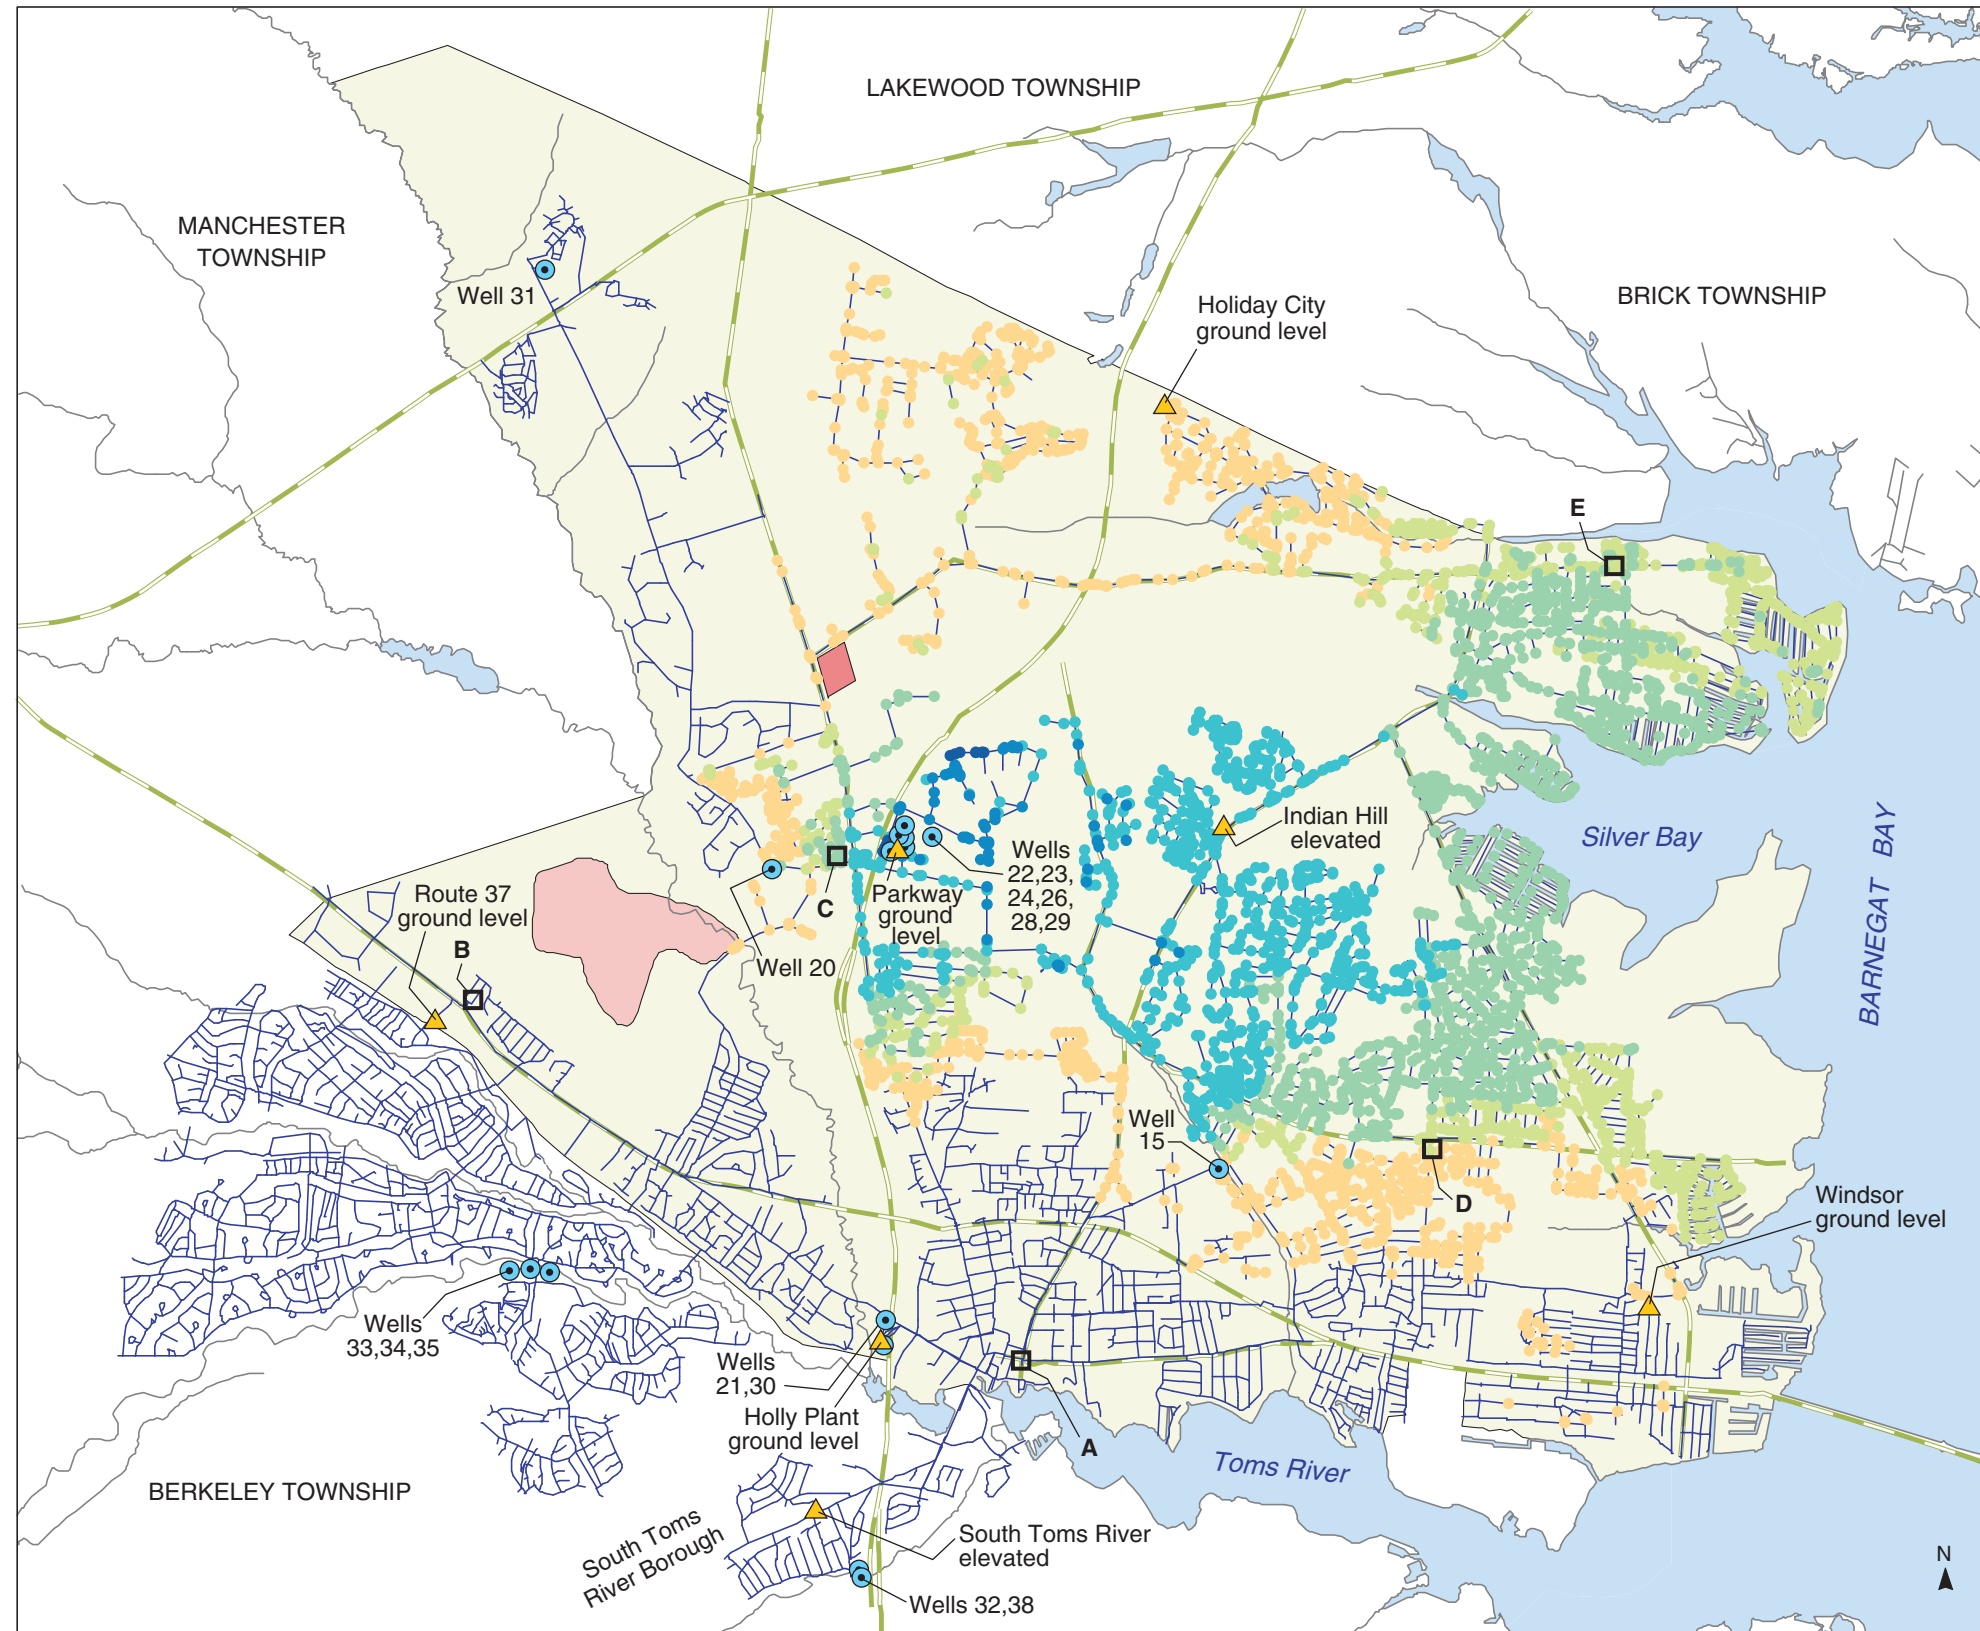 LAKEWOOD TOWNSHIP
MANCHESTER
TOWNSHIP
Well 31
Holiday City
ground level
BRICK TOWNSHIP
E
Indian Hill
elevated
Silver Bay
BARNEGAT BAY
Wells
22,23,
24,26,
28,29
Parkway
ground
level
C
Route 37
ground level
B
Well 20
Well
15
D
Windsor
ground level
Wells
33,34,35
Wells
21,30
Holly Plant
ground level
A
Toms River
BERKELEY TOWNSHIP
South Toms
River Borough
South Toms River
elevated
Wells 32,38
N